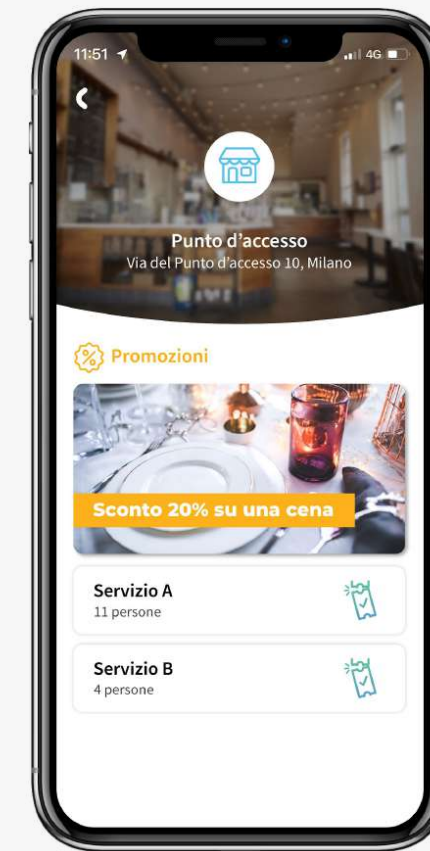 11:51
4G
Punto d’accesso
Via del Punto d’accesso 10, Milano
Promozioni
Sconto 20% su una cena
Servizio A
11 persone
Servizio B
4 persone